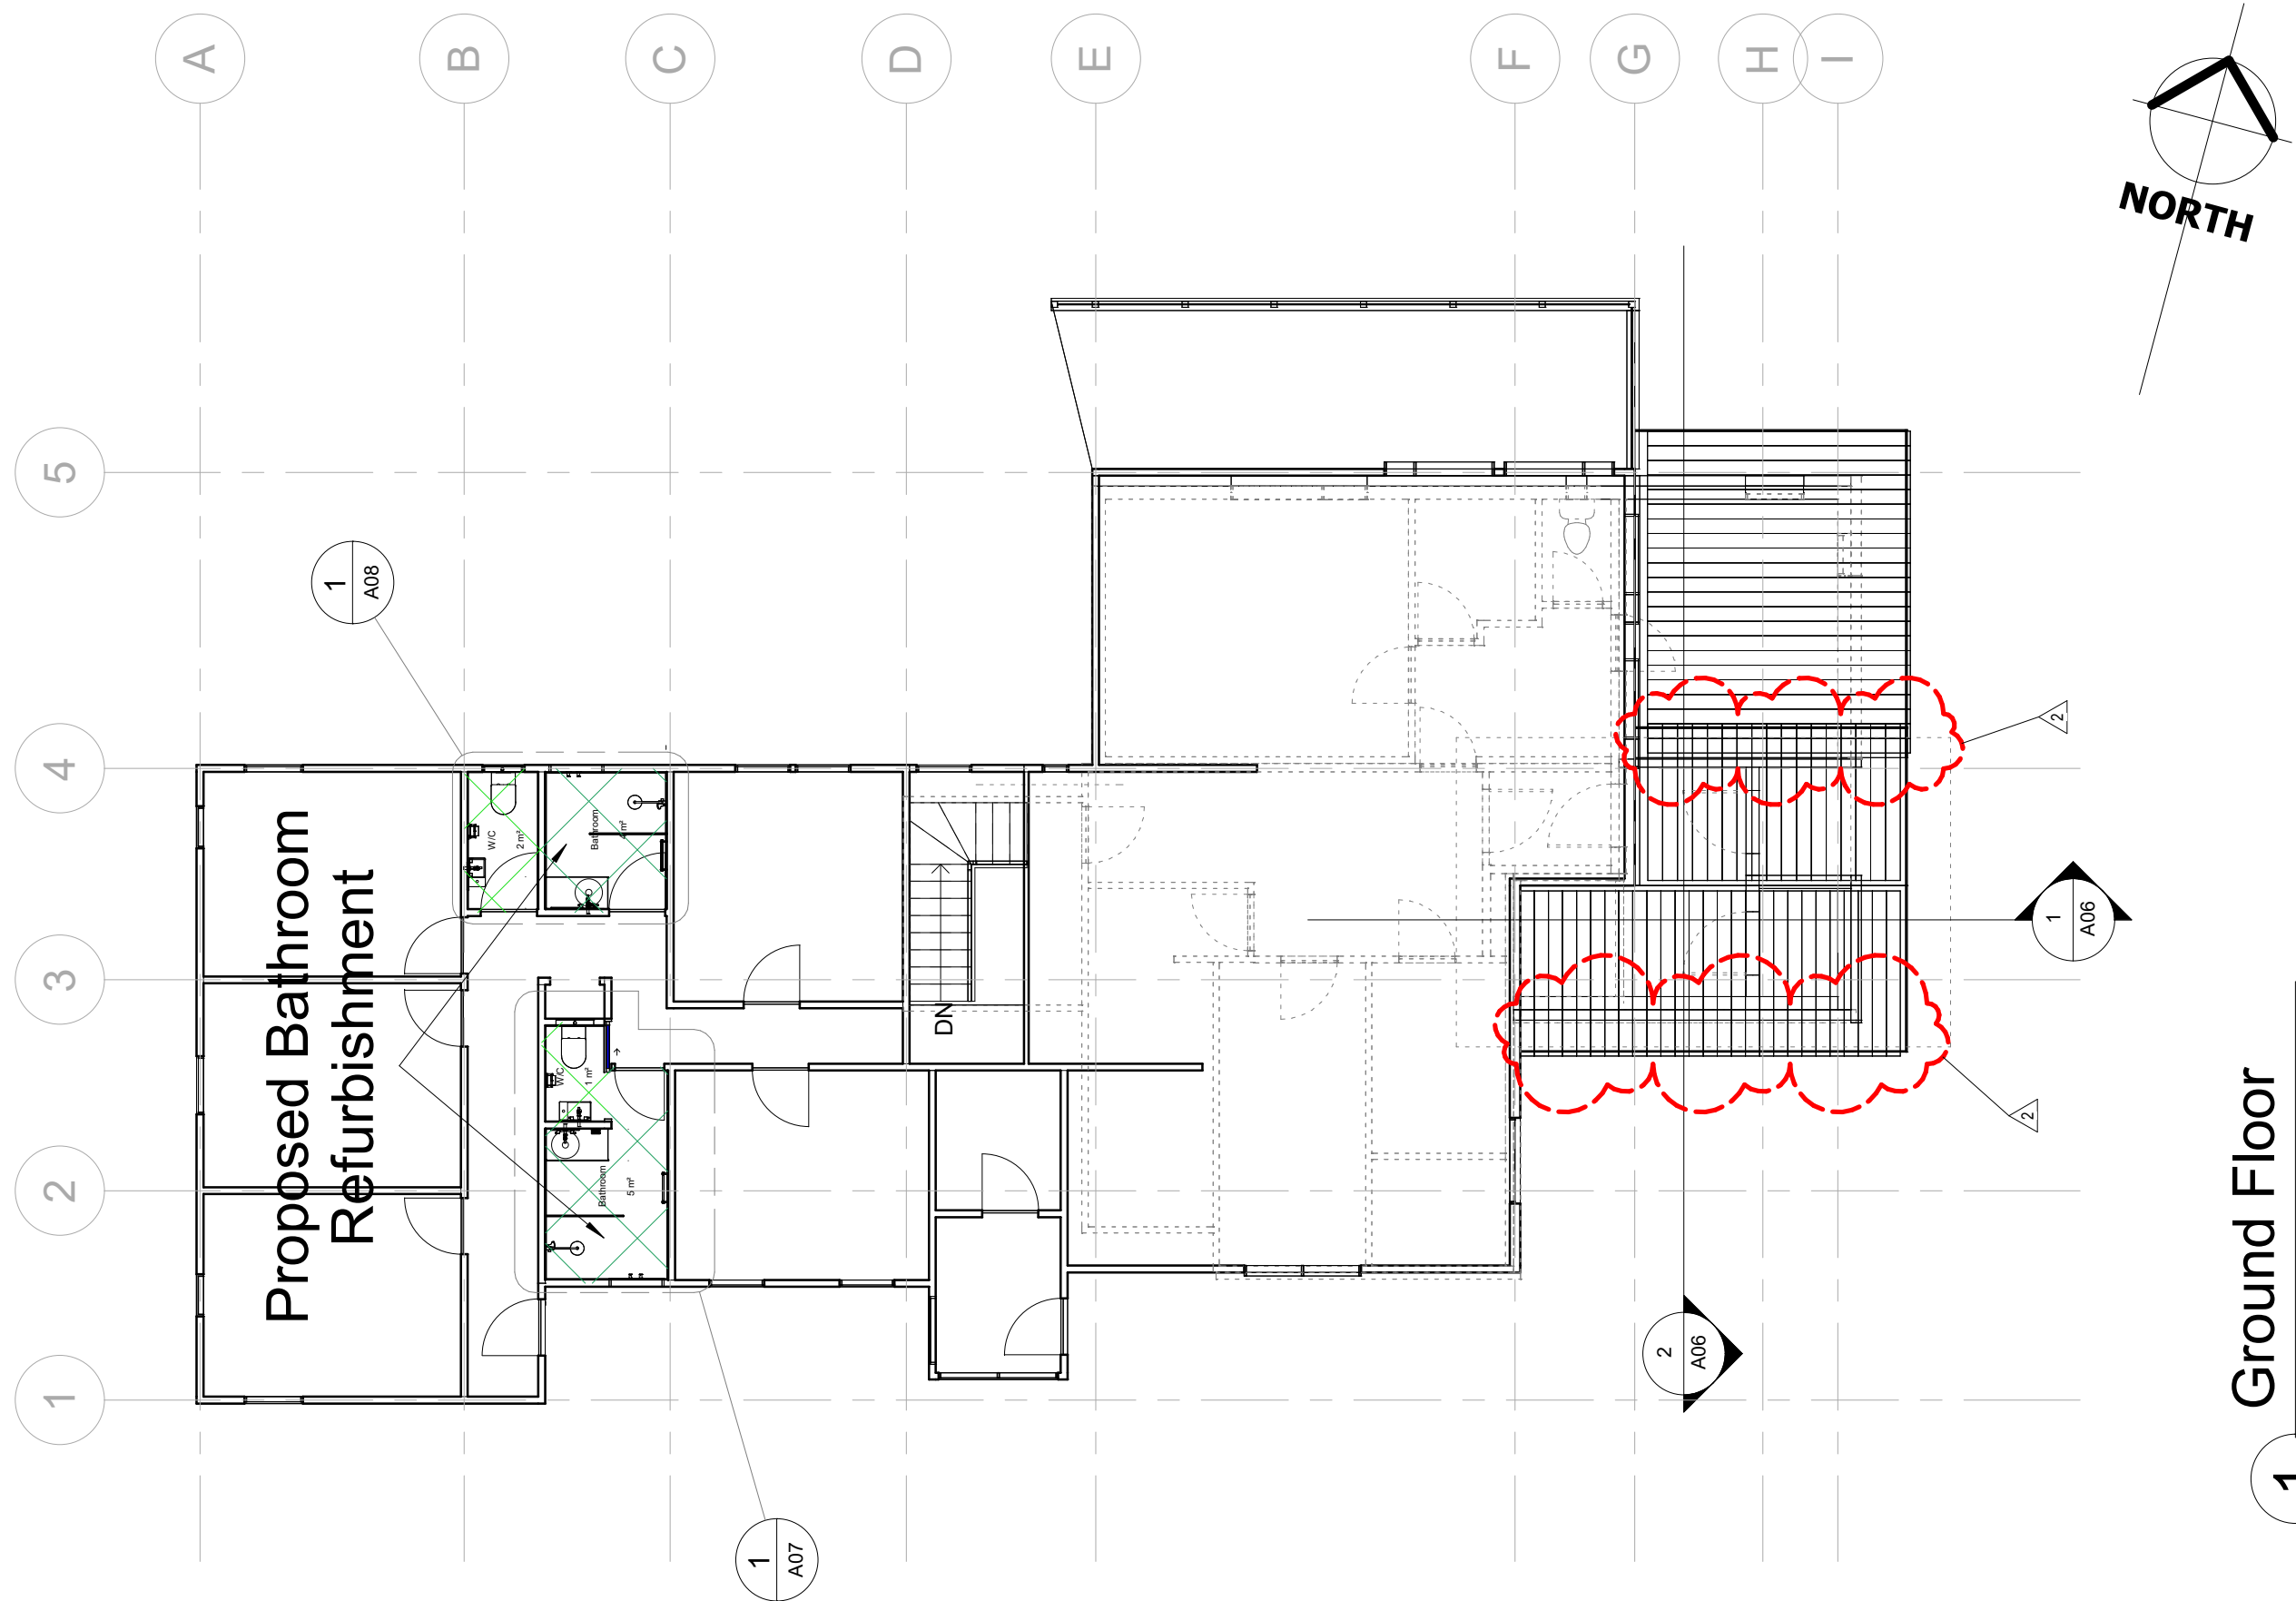 A
B
C
D
E
F
G
H
I
NORTH
5
4
3
2
1
1
A08
Proposed Bathroom
Refurbishment
W/C
2 m²
Bathroom
4 m²
W/C
1 m²
Bathroom
5 m²
DN
2
2
1
A06
2
A06
1
A07
Ground Floor
1